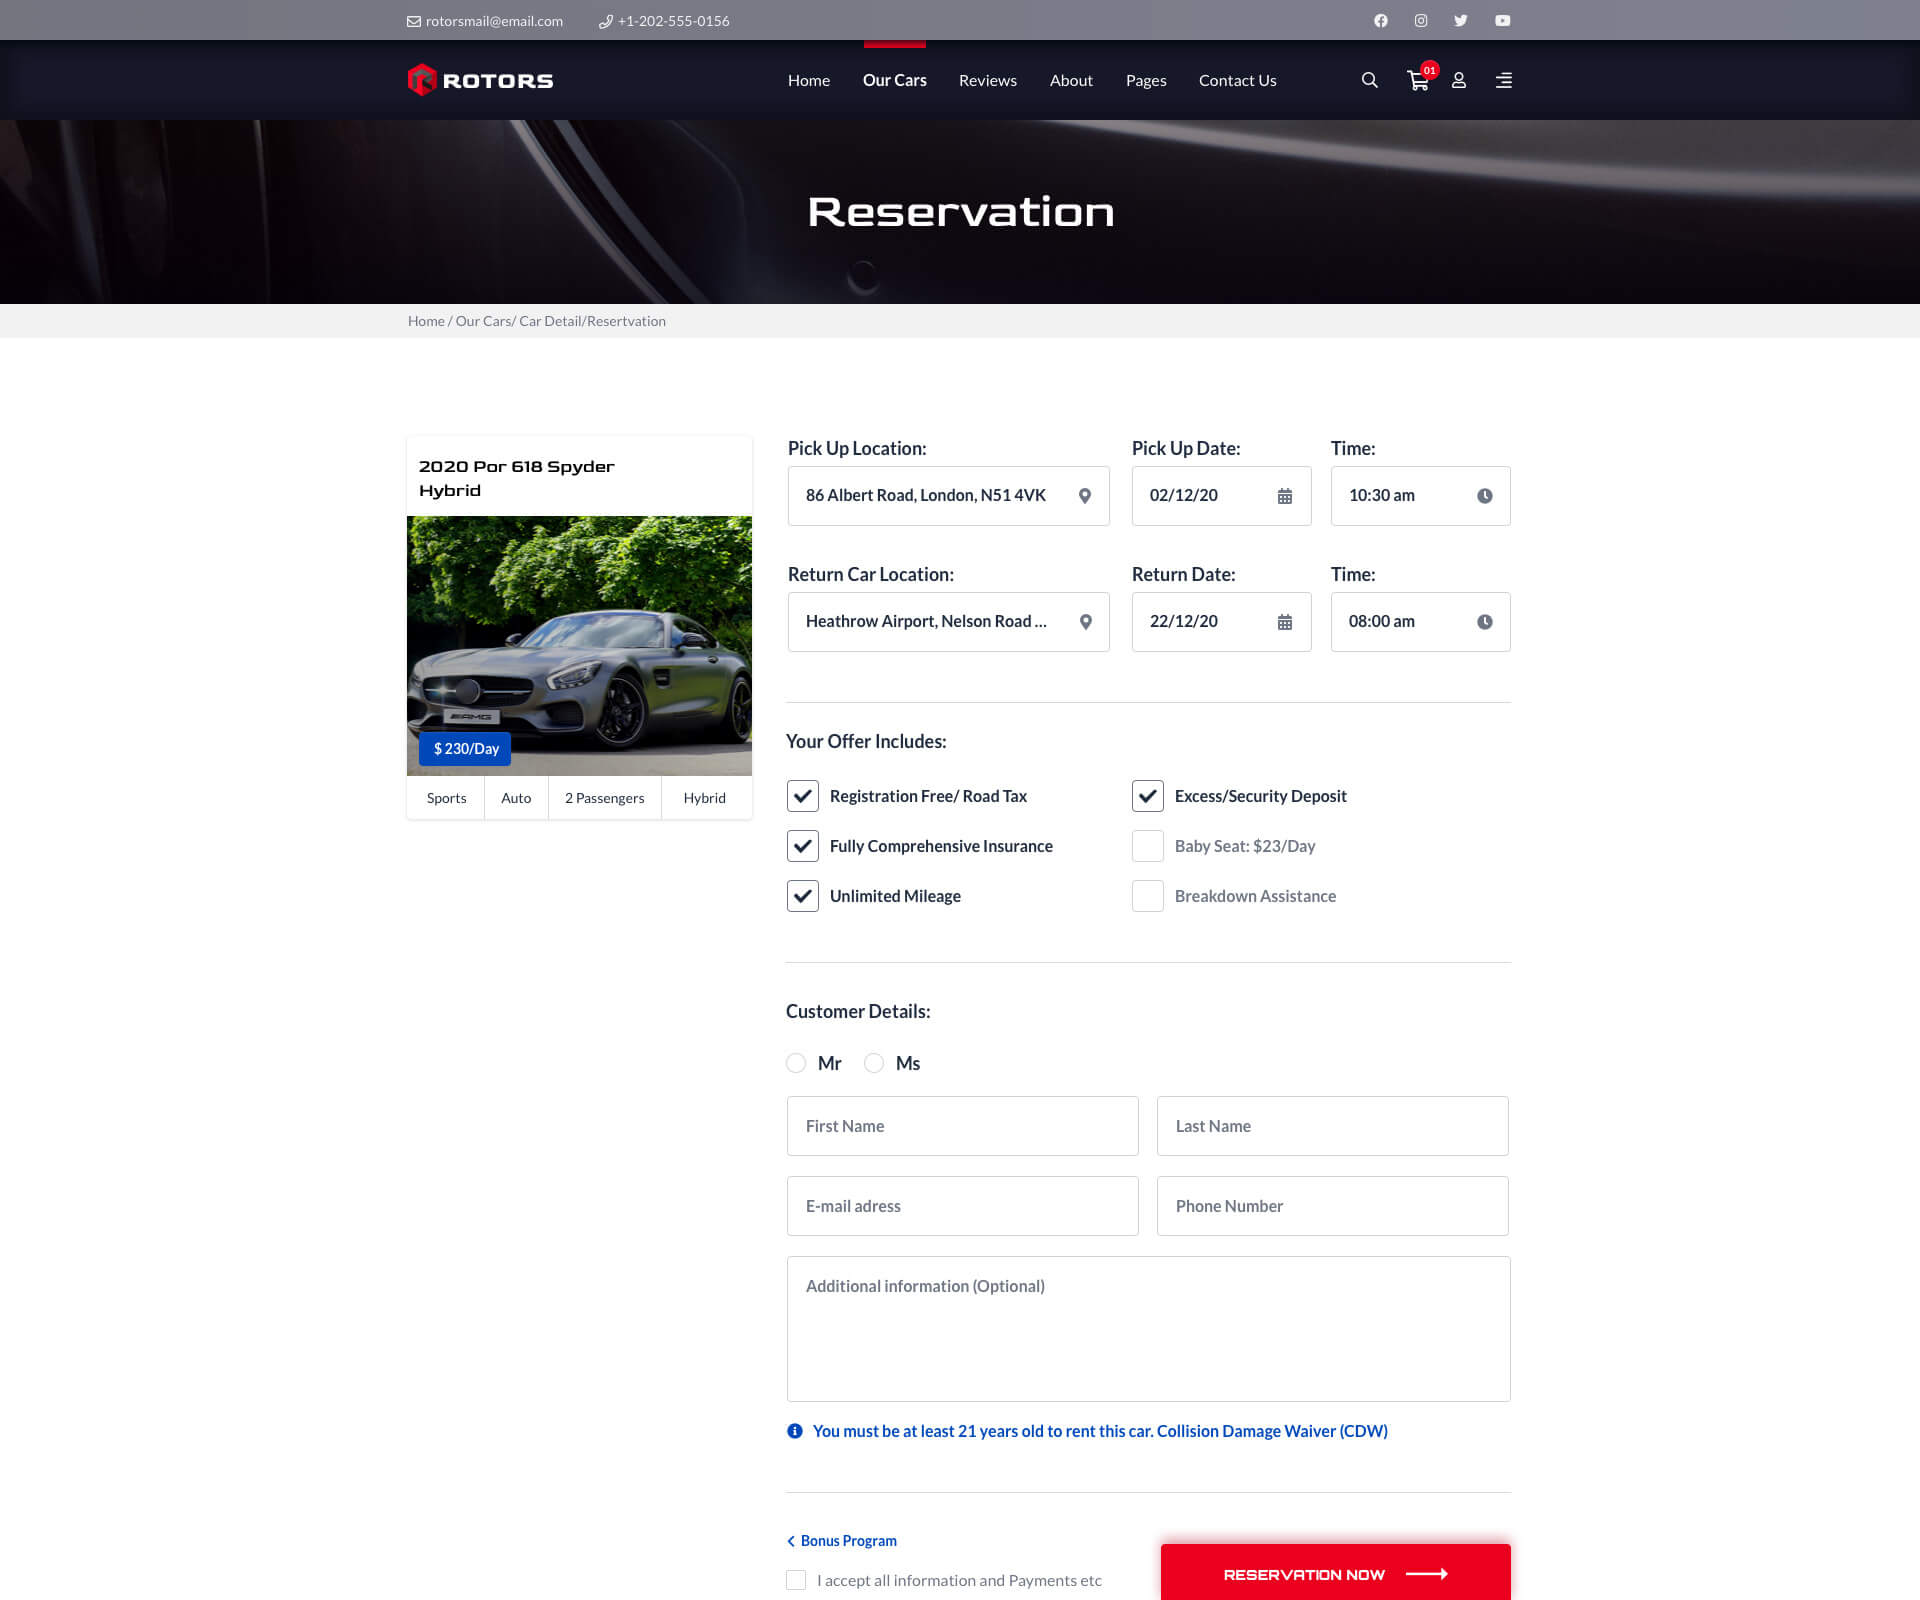 rotorsmail@email.com +1-202-555-0156
ROTORS Home Our Cars Reviews About Pages Contact Us 01
Reservation
Home / Our Cars/ Car Detail/Resertvation
2020 Por 618 Spyder
Hybrid
AMG
$ 230/Day
Sports Auto 2 Passengers Hybrid
Pick Up Location: Pick Up Date: Time:
86 Albert Road, London, N51 4VK 02/12/20 10:30 am
Return Car Location: Return Date: Time:
Heathrow Airport, Nelson Road ... 22/12/20 08:00 am
Your Offer Includes:
Registration Free/ Road Tax Excess/Security Deposit
Fully Comprehensive Insurance Baby Seat: $23/Day
Unlimited Mileage Breakdown Assistance
Customer Details:
Mr Ms
First Name Last Name
E-mail adress Phone Number
Additional information (Optional)
You must be at least 21 years old to rent this car. Collision Damage Waiver (CDW)
Bonus Program
I accept all information and Payments etc
RESERVATION NOW